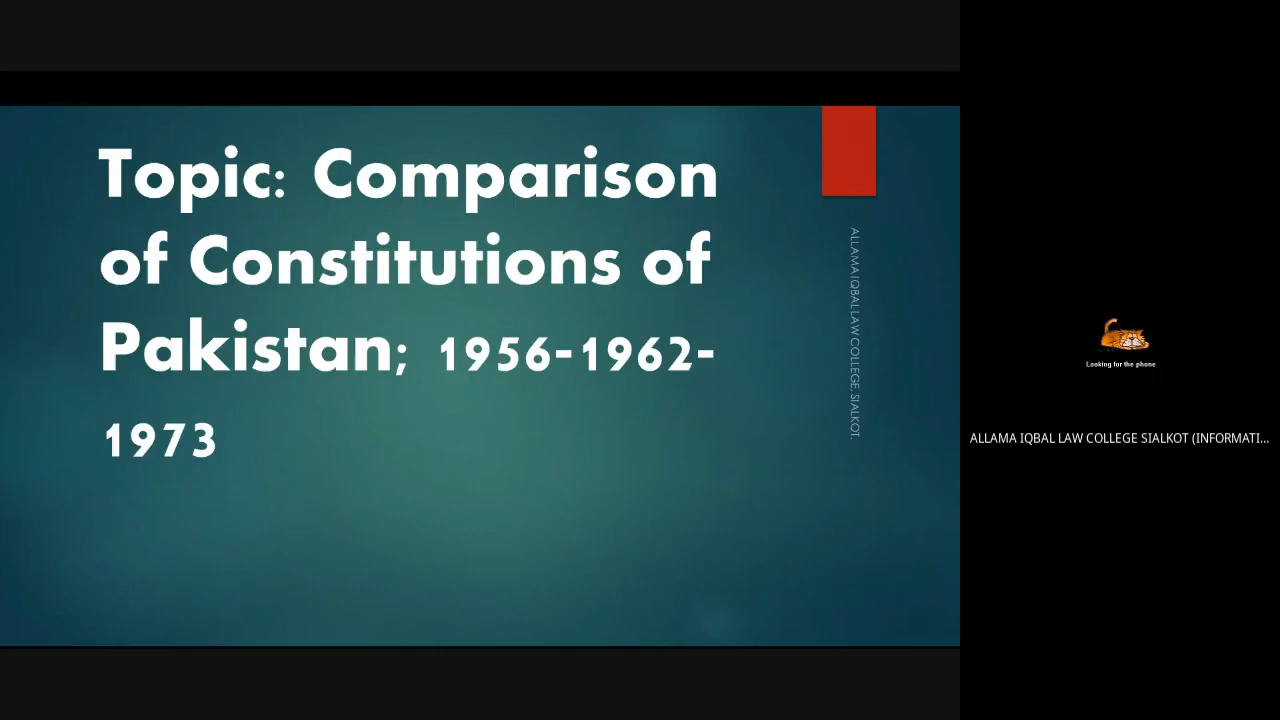 Topic: Comparison
of Constitutions of
Pakistan; 1956-1962-
1973
ALLAMA IQBAL LAW COLLEGE, SIALKOT.
Looking for the phone
ALLAMA IQBAL LAW COLLEGE SIALKOT (INFORMATI...